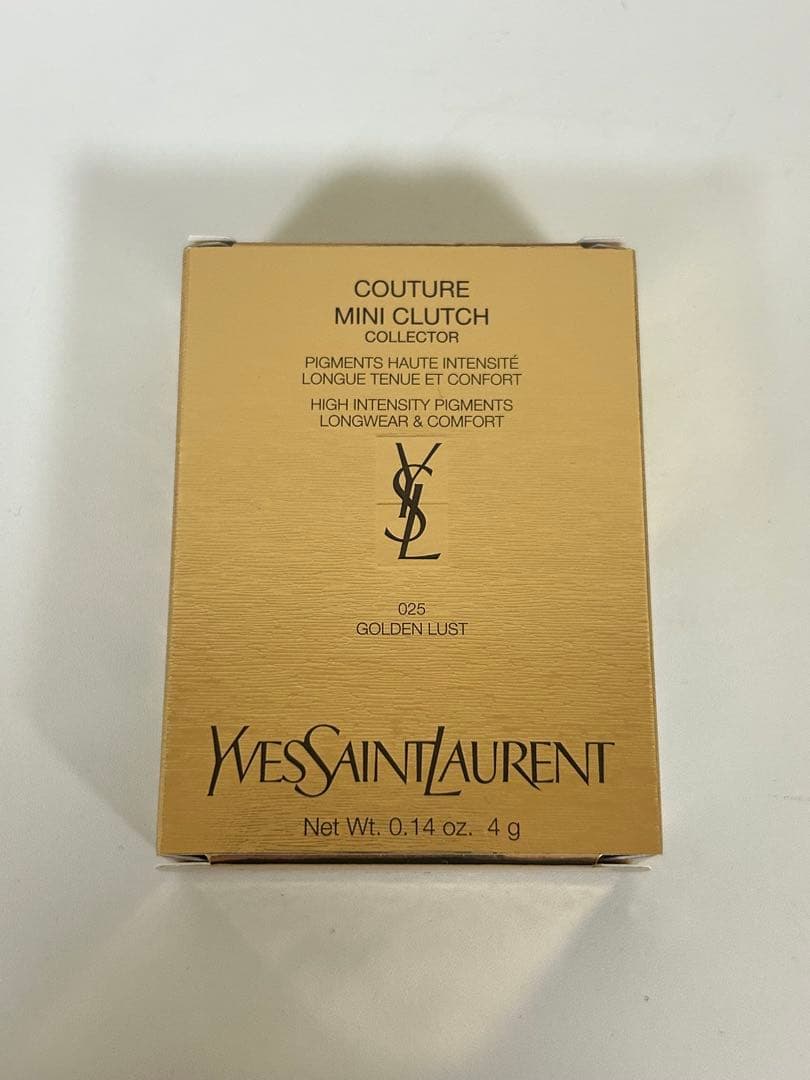 COUTURE
MINI CLUTCH
COLLECTOR
PIGMENTS HAUTE INTENSITÉ
LONGUE TENUE ET CONFORT
HIGH INTENSITY PIGMENTS
LONGWEAR & COMFORT
YSL
025
GOLDEN LUST
YVESSAINTLAURENT
Net Wt. 0.14 oz. 4 g